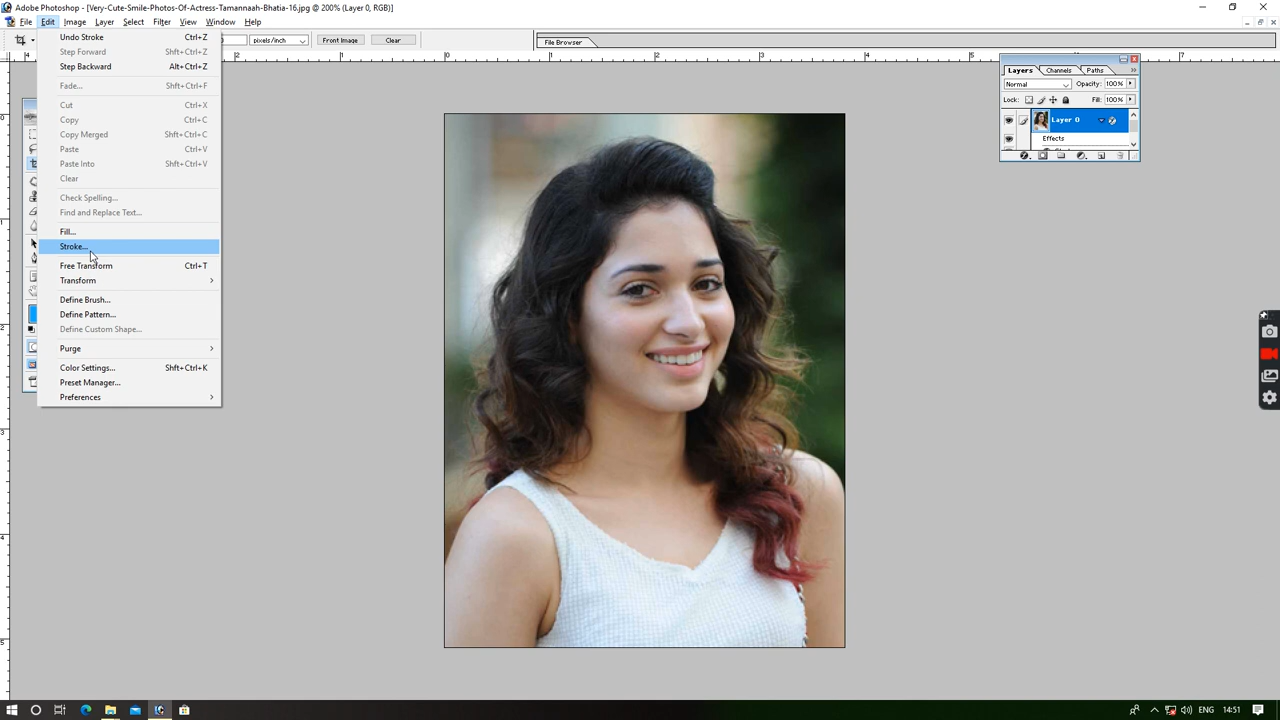 Adobe Photoshop - [Very-Cute-Smile-Photos-Of-Actress-Tamannaah-Bhatia-16.jpg @ 200% (Layer 0, RGB)]
File Edit Image Layer Select Filter View Window Help
pixels/inch Front Image Clear File Browser
Undo Stroke Ctrl+Z
Step Forward Shft+Ctrl+Z
Step Backward Alt+Ctrl+Z
Fade... Shft+Ctrl+F
Cut Ctrl+X
Copy Ctrl+C
Copy Merged Shft+Ctrl+C
Paste Ctrl+V
Paste Into Shft+Ctrl+V
Clear
Check Spelling...
Find and Replace Text...
Fill...
Stroke...
Free Transform Ctrl+T
Transform
Define Brush...
Define Pattern...
Define Custom Shape...
Purge
Color Settings... Shft+Ctrl+K
Preset Manager...
Preferences
Layers Channels Paths
Normal Opacity: 100%
Lock: Fill: 100%
Layer 0
Effects
ENG 14:51